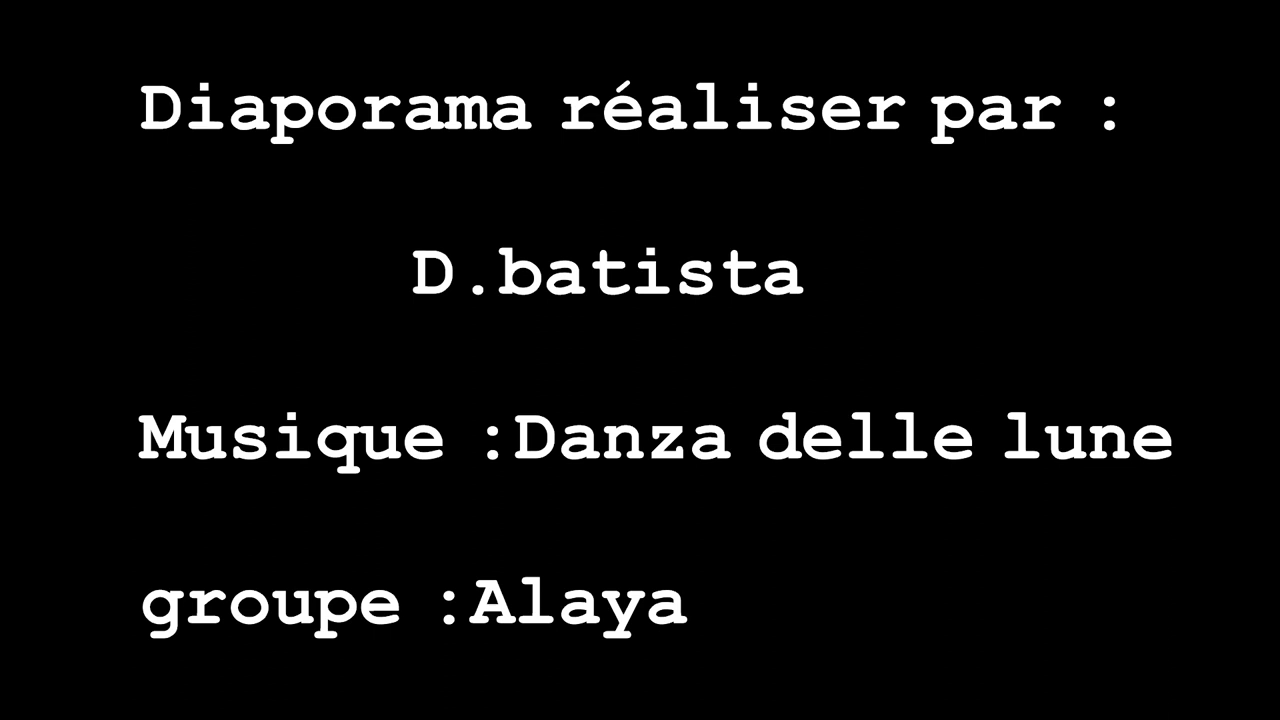 Diaporama réaliser par :
D.batista
Musique :Danza delle lune
groupe :Alaya